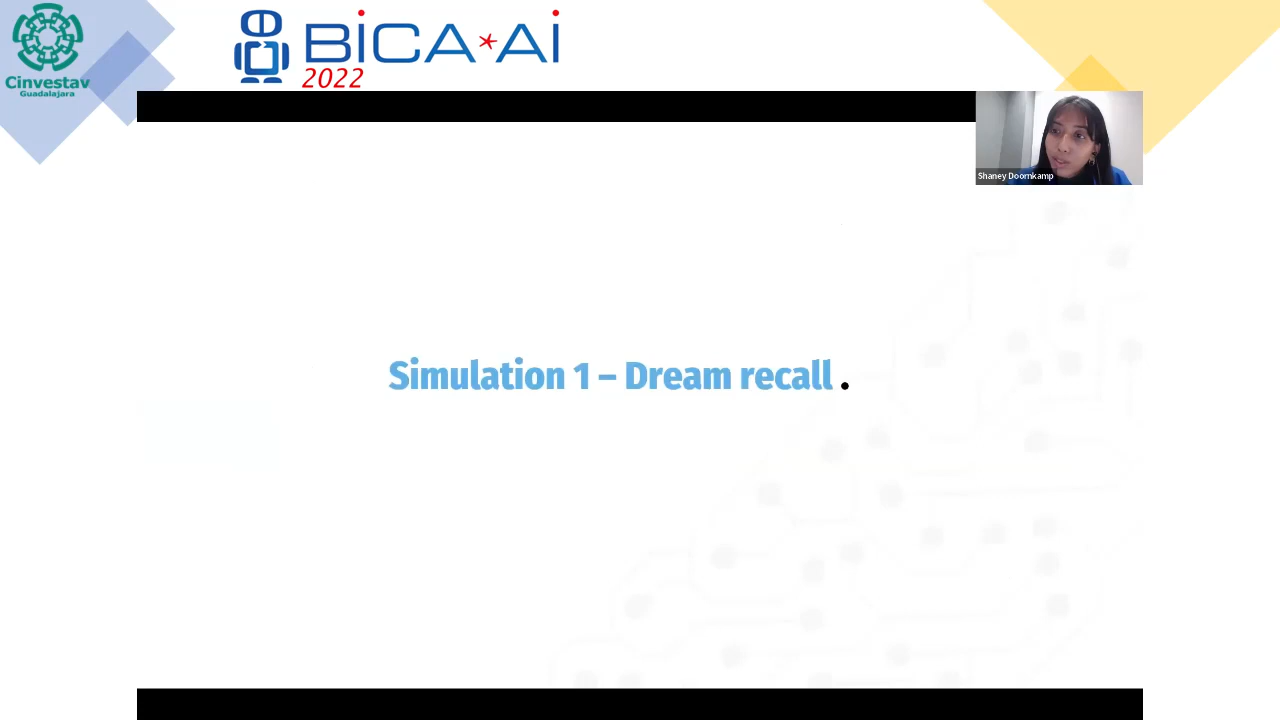 Cinvestav
Guadalajara
BiCA*Ai
2022
Shaney Doornkamp
Simulation 1 – Dream recall .